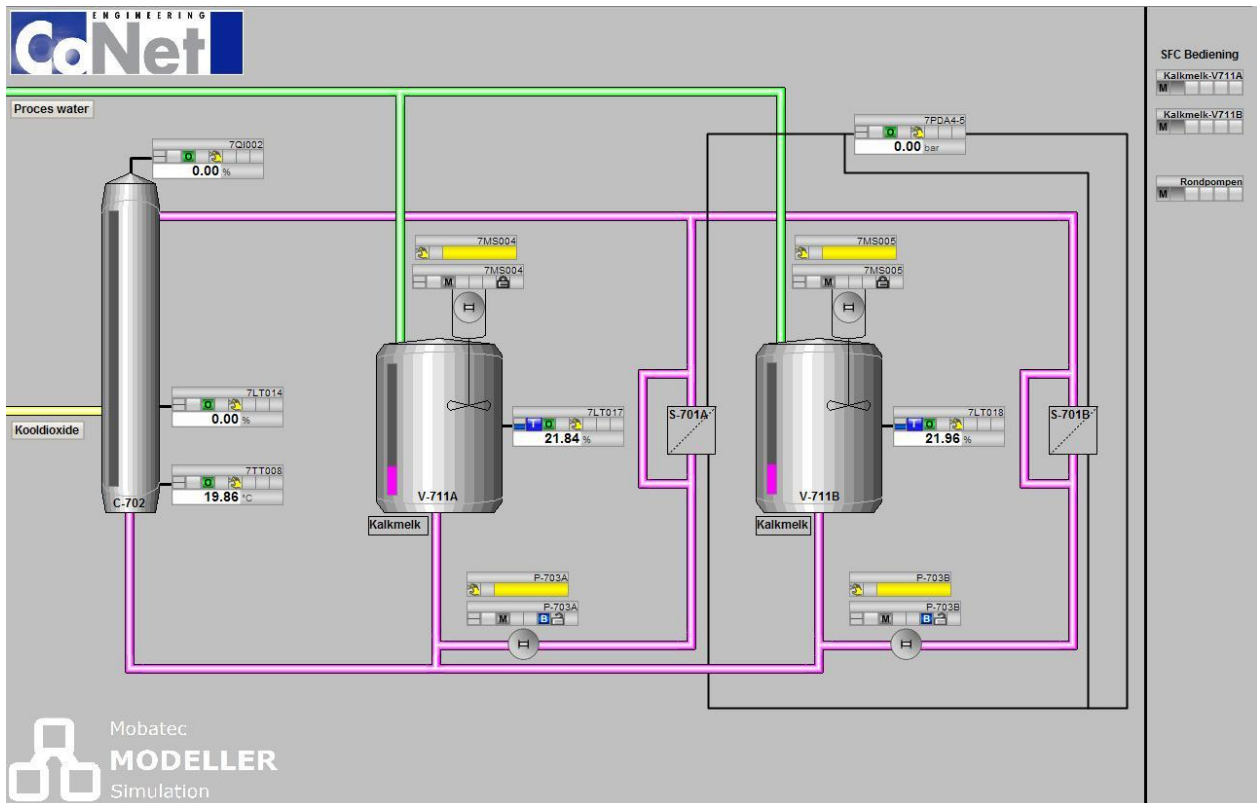 ENGINEERING
CoNet
Proces water
7QI002
0.00 %
7PDA4-5
0.00 bar
SFC Bediening
Kalkmelk-V711A
M
Kalkmelk-V711B
M
Rondpompen
M
7MS004
7MS004
M
7MS005
7MS005
M
Kooldioxide
7LT014
0.00 %
7TT008
19.86 °C
C-702
V-711A
Kalkmelk
T
7LT017
21.84 %
S-701A
V-711B
Kalkmelk
T
7LT018
21.96 %
S-701B
P-703A
P-703A
M B
P-703B
P-703B
M B
Mobatec
MODELLER
Simulation